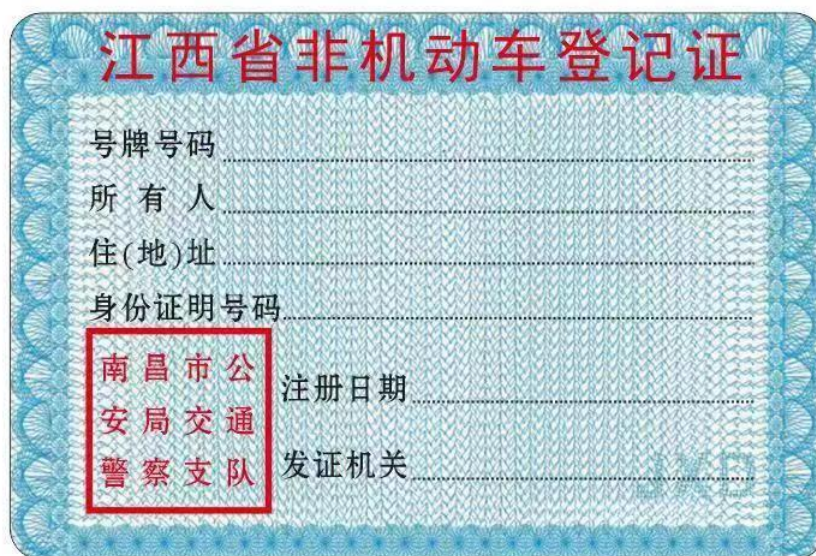 江西省非机动车登记证
号牌号码
所有人
住(地)址
身份证明号码
南昌市公
安局交通
警察支队
注册日期
发证机关
JXD